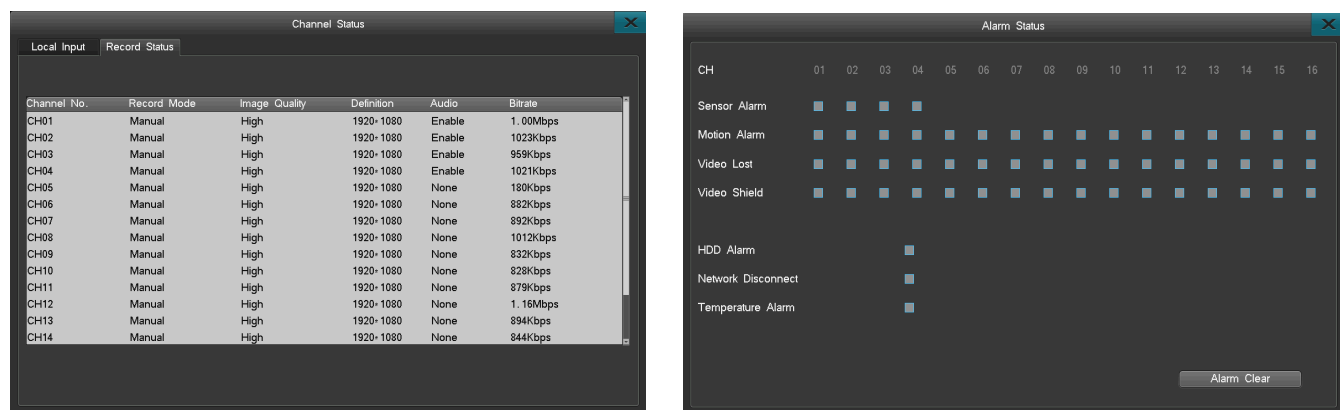 Channel Status
Local Input Record Status
Channel No. Record Mode Image Quality Definition Audio Bitrate
CH01 Manual High 1920*1080 Enable 1.00Mbps
CH02 Manual High 1920*1080 Enable 1023Kbps
CH03 Manual High 1920*1080 Enable 959Kbps
CH04 Manual High 1920*1080 Enable 1021Kbps
CH05 Manual High 1920*1080 None 180Kbps
CH06 Manual High 1920*1080 None 882Kbps
CH07 Manual High 1920*1080 None 892Kbps
CH08 Manual High 1920*1080 None 1012Kbps
CH09 Manual High 1920*1080 None 832Kbps
CH10 Manual High 1920*1080 None 828Kbps
CH11 Manual High 1920*1080 None 879Kbps
CH12 Manual High 1920*1080 None 1.16Mbps
CH13 Manual High 1920*1080 None 894Kbps
CH14 Manual High 1920*1080 None 844Kbps
Alarm Status
CH 01 02 03 04 05 06 07 08 09 10 11 12 13 14 15 16
Sensor Alarm
Motion Alarm
Video Lost
Video Shield
HDD Alarm
Network Disconnect
Temperature Alarm
Alarm Clear